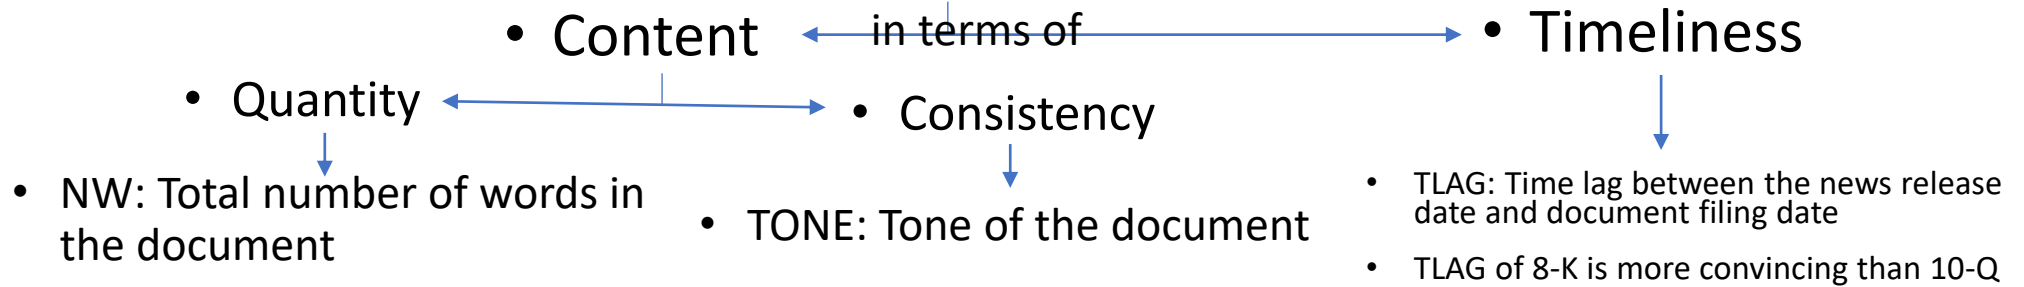 • Content
in terms of
• Timeliness
• Quantity
• Consistency
• NW: Total number of words in
the document
• TONE: Tone of the document
• TLAG: Time lag between the news release
date and document filing date
• TLAG of 8-K is more convincing than 10-Q